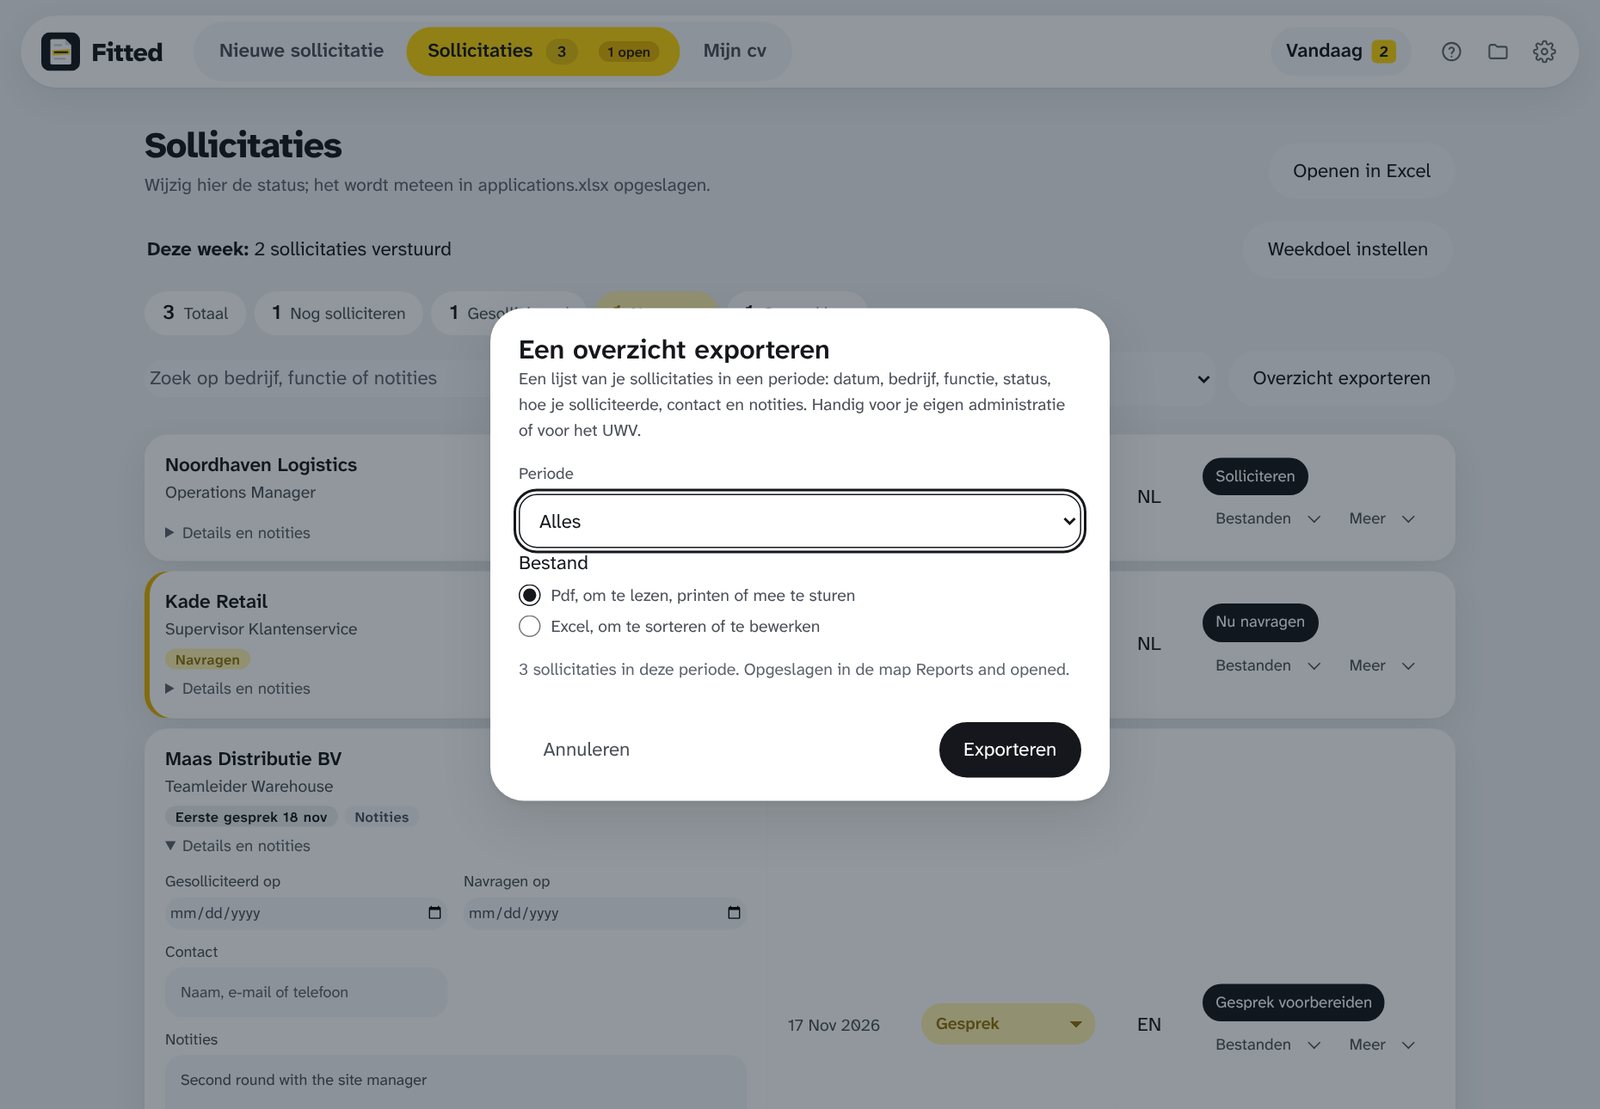 Fitted
Nieuwe sollicitatie
Sollicitaties 3 1 open
Mijn cv
Vandaag 2
Sollicitaties
Wijzig hier de status; het wordt meteen in applications.xlsx opgeslagen.
Openen in Excel
Deze week: 2 sollicitaties verstuurd
Weekdoel instellen
3 Totaal
1 Nog solliciteren
1
Zoek op bedrijf, functie of notities
Overzicht exporteren
Een overzicht exporteren
Een lijst van je sollicitaties in een periode: datum, bedrijf, functie, status,
hoe je solliciteerde, contact en notities. Handig voor je eigen administratie
of voor het UWV.
Periode
Alles
Bestand
Pdf, om te lezen, printen of mee te sturen
Excel, om te sorteren of te bewerken
3 sollicitaties in deze periode. Opgeslagen in de map Reports and opened.
Annuleren
Exporteren
Noordhaven Logistics
Operations Manager
Details en notities
NL
Solliciteren
Bestanden
Meer
Kade Retail
Supervisor Klantenservice
Navragen
Details en notities
NL
Nu navragen
Bestanden
Meer
Maas Distributie BV
Teamleider Warehouse
Eerste gesprek 18 nov
Notities
Details en notities
Gesolliciteerd op
Navragen op
mm/dd/yyyy
mm/dd/yyyy
Contact
Naam, e-mail of telefoon
Notities
Second round with the site manager
17 Nov 2026
Gesprek
EN
Gesprek voorbereiden
Bestanden
Meer